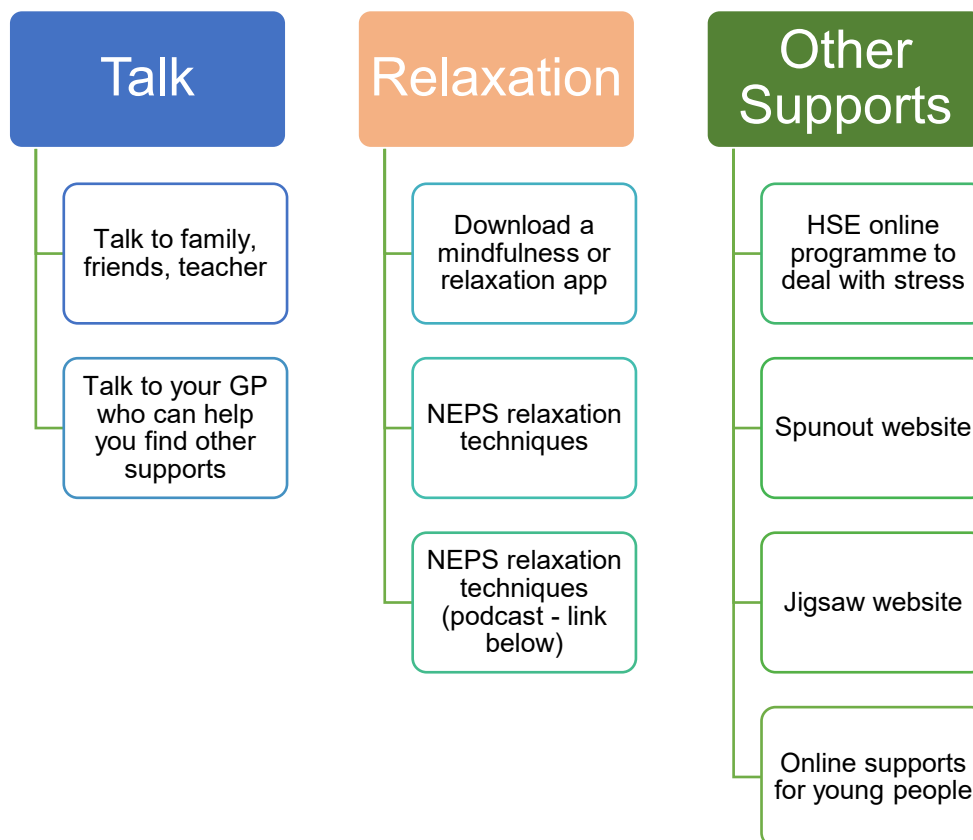 Talk
Talk to family,
friends, teacher
Talk to your GP
who can help
you find other
supports
Relaxation
Download a
mindfulness or
relaxation app
NEPS relaxation
techniques
NEPS relaxation
techniques
(podcast - link
below)
Other
Supports
HSE online
programme to
deal with stress
Spunout website
Jigsaw website
Online supports
for young people